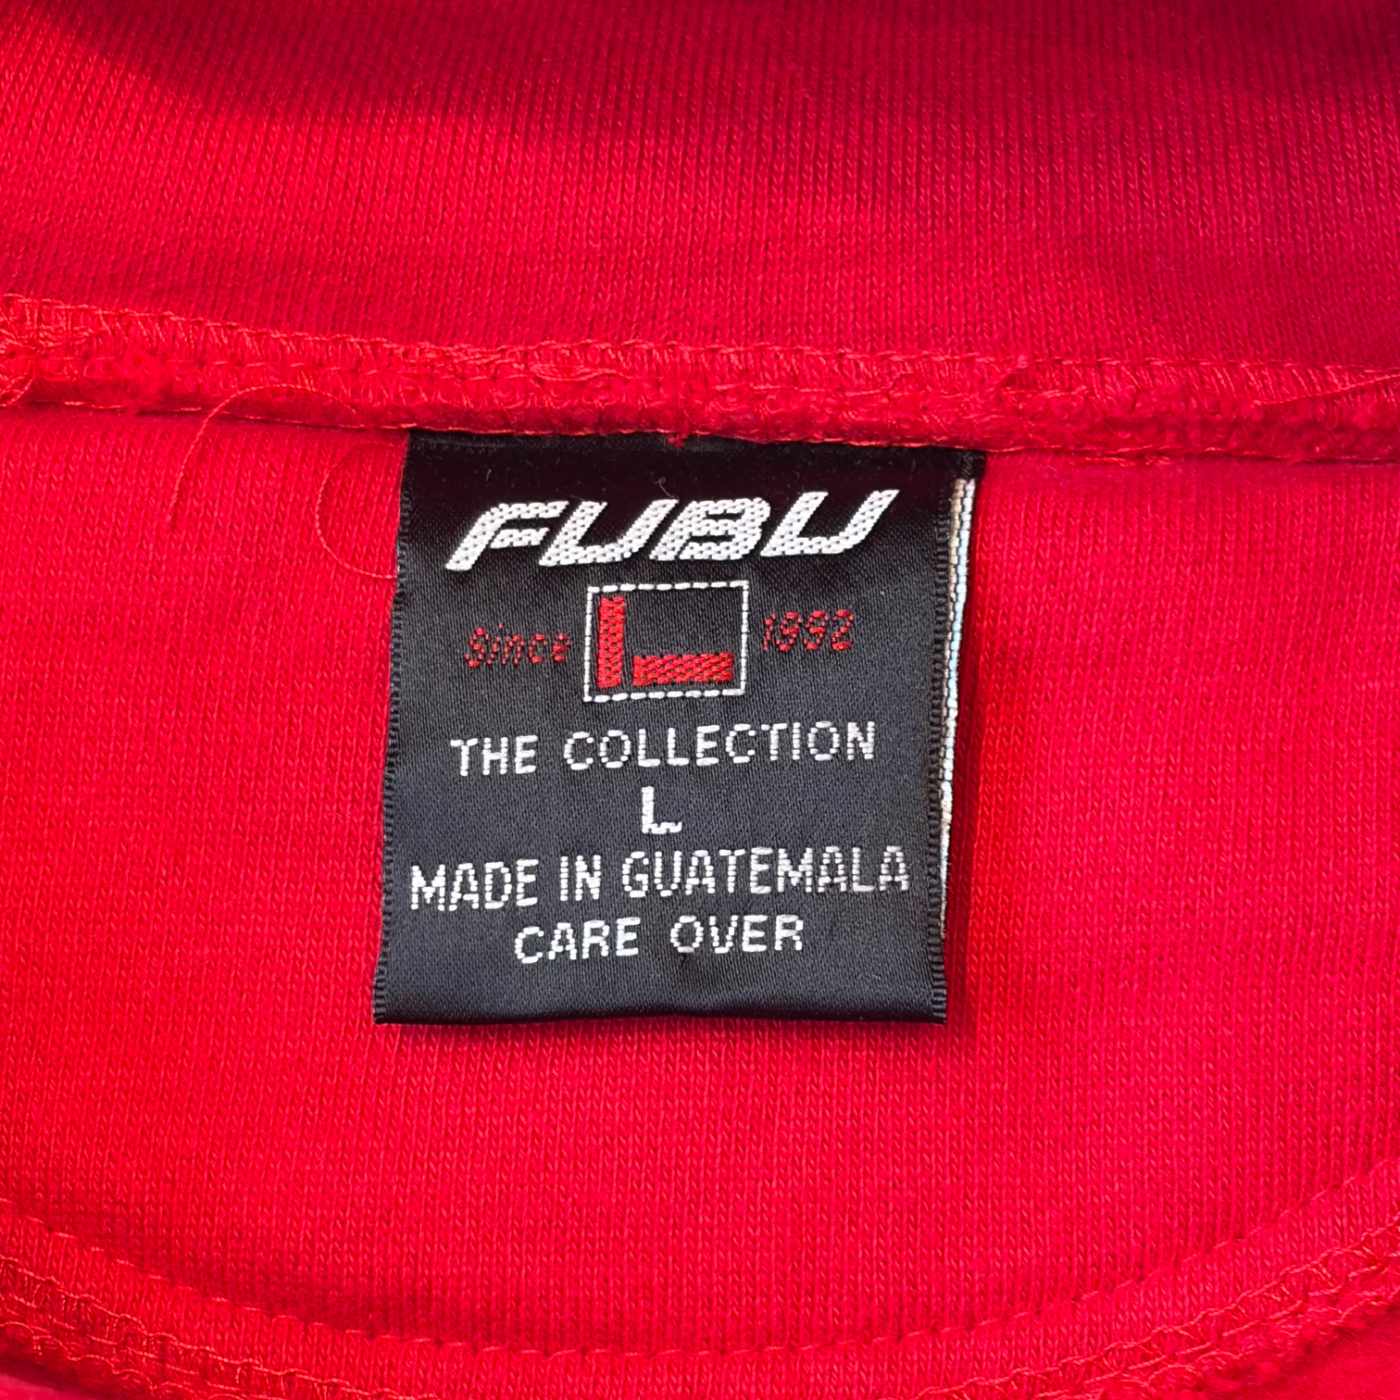 FUBU
Since L 1992
THE COLLECTION
L
MADE IN GUATEMALA
CARE OVER